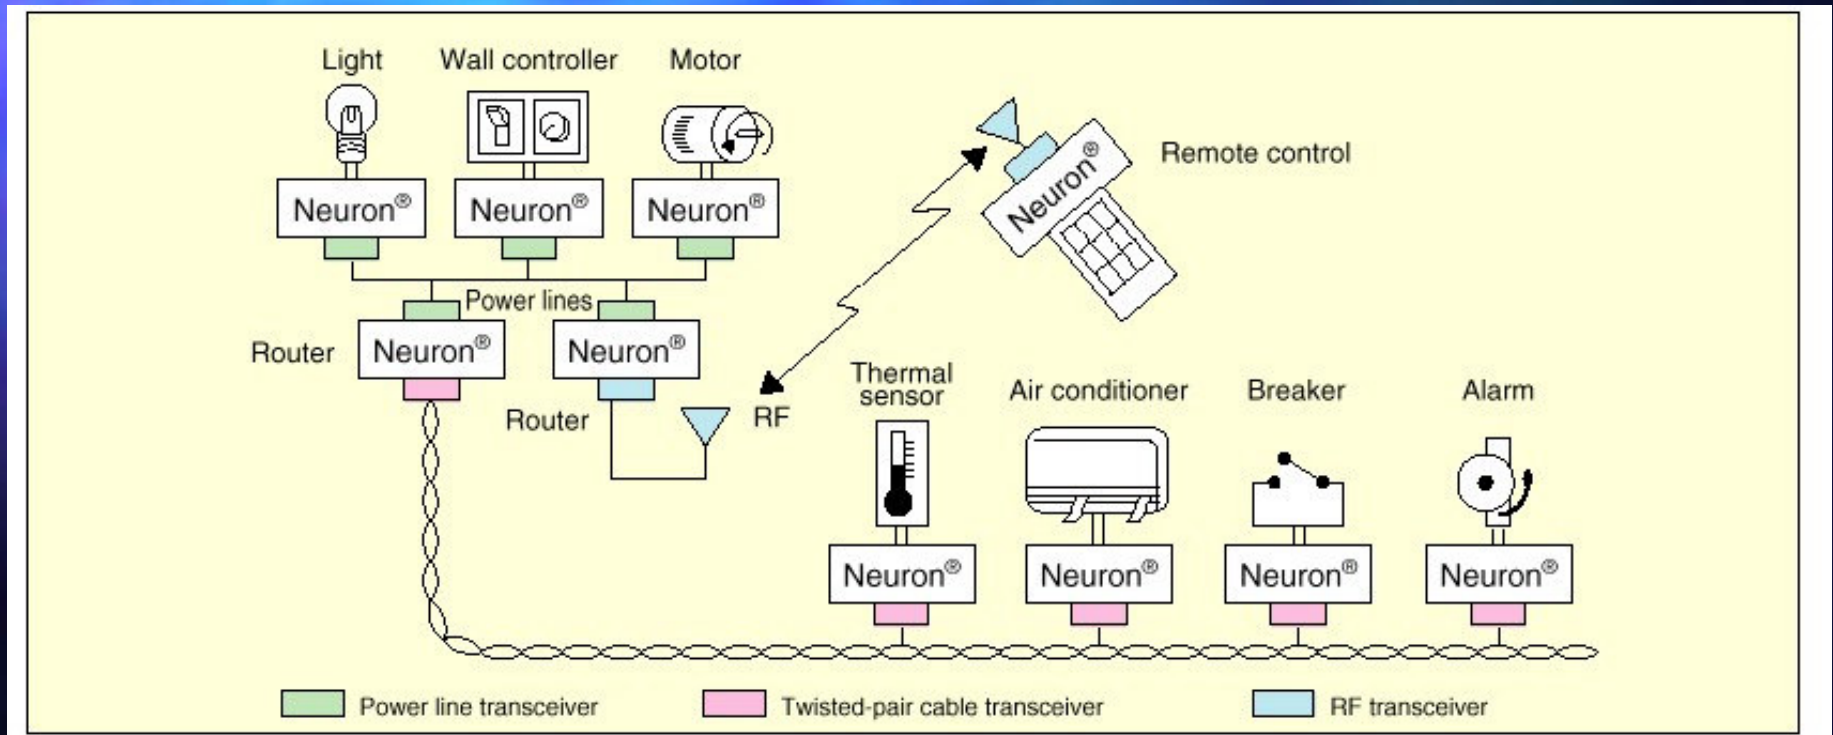 Light
Wall controller
Motor
Neuron®
Neuron®
Neuron®
Neuron®
Remote control
Power lines
Router
Neuron®
Neuron®
Router
RF
Thermal
sensor
Air conditioner
Breaker
Alarm
Neuron®
Neuron®
Neuron®
Neuron®
Power line transceiver
Twisted-pair cable transceiver
RF transceiver